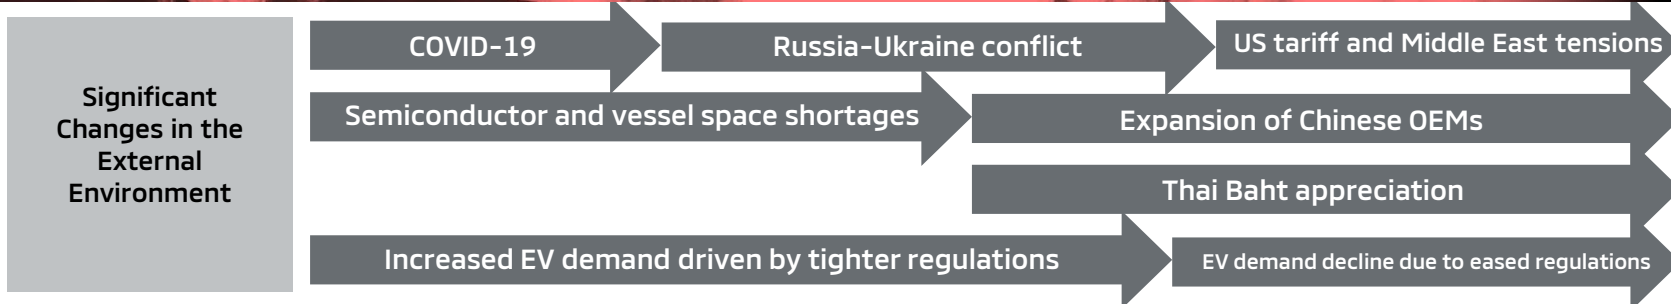 Significant
Changes in the
External
Environment
COVID-19
Russia-Ukraine conflict
US tariff and Middle East tensions
Semiconductor and vessel space shortages
Expansion of Chinese OEMs
Thai Baht appreciation
Increased EV demand driven by tighter regulations
EV demand decline due to eased regulations